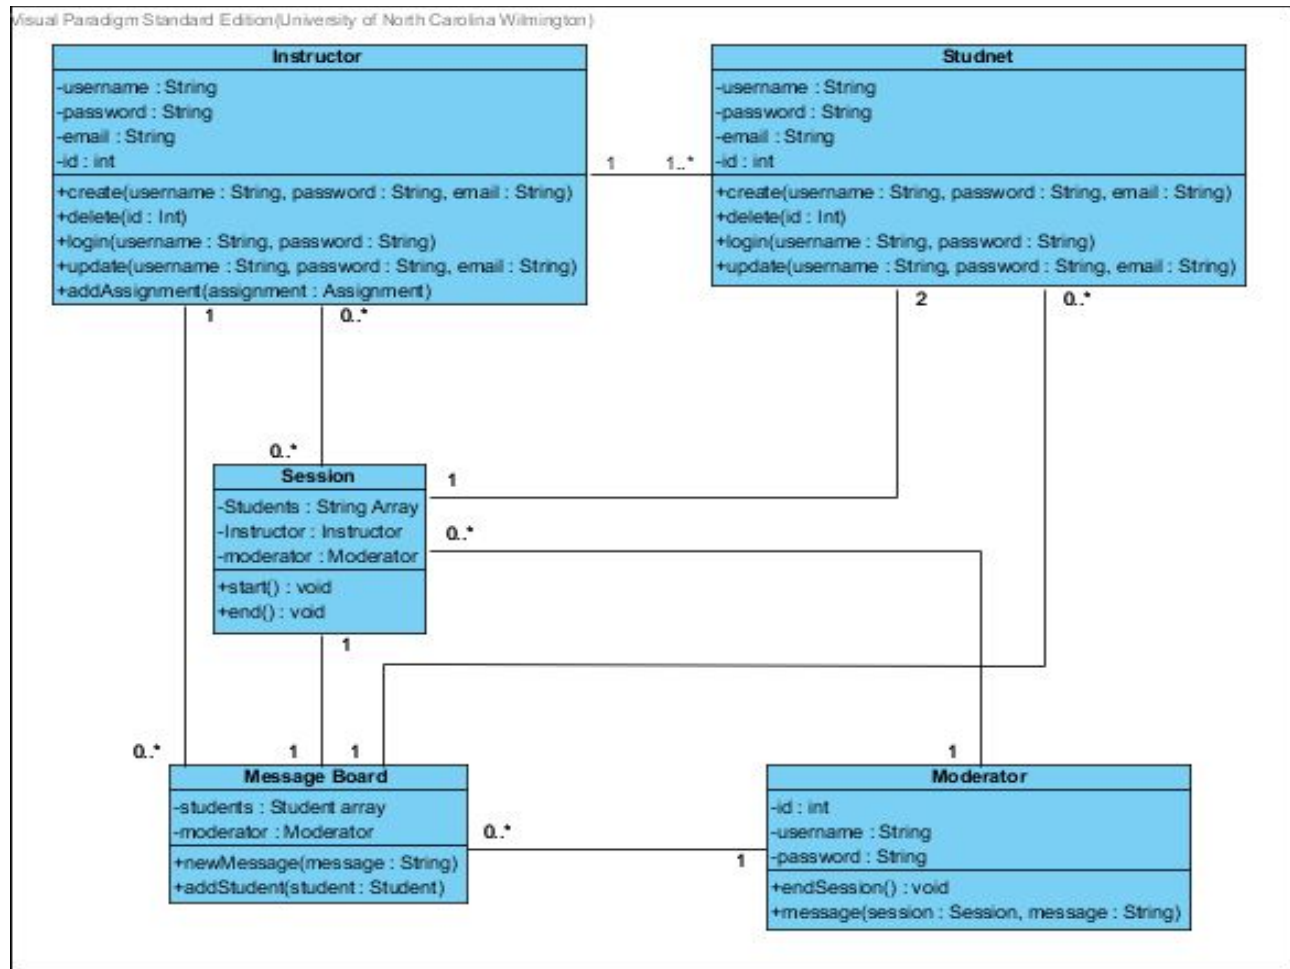 Visual Paradigm Standard Edition(University of North Carolina Wilmington)
Instructor
-username : String
-password : String
-email : String
-id : int
+create(username : String, password : String, email : String)
+delete(id : Int)
+login(username : String, password : String)
+update(username : String, password : String, email : String)
+addAssignment(assignment : Assignment)
1
1..*
Studnet
-username : String
-password : String
-email : String
-id : int
+create(username : String, password : String, email : String)
+delete(id : Int)
+login(username : String, password : String)
+update(username : String, password : String, email : String)
1
0..*
2
0..*
0..*
Session
-Students : String Array
-Instructor : Instructor
-moderator : Moderator
+start() : void
+end() : void
1
0..*
1
0..*
1
1
1
Message Board
-students : Student array
-moderator : Moderator
+newMessage(message : String)
+addStudent(student : Student)
0..*
1
Moderator
-id : int
-username : String
-password : String
+endSession() : void
+message(session : Session, message : String)